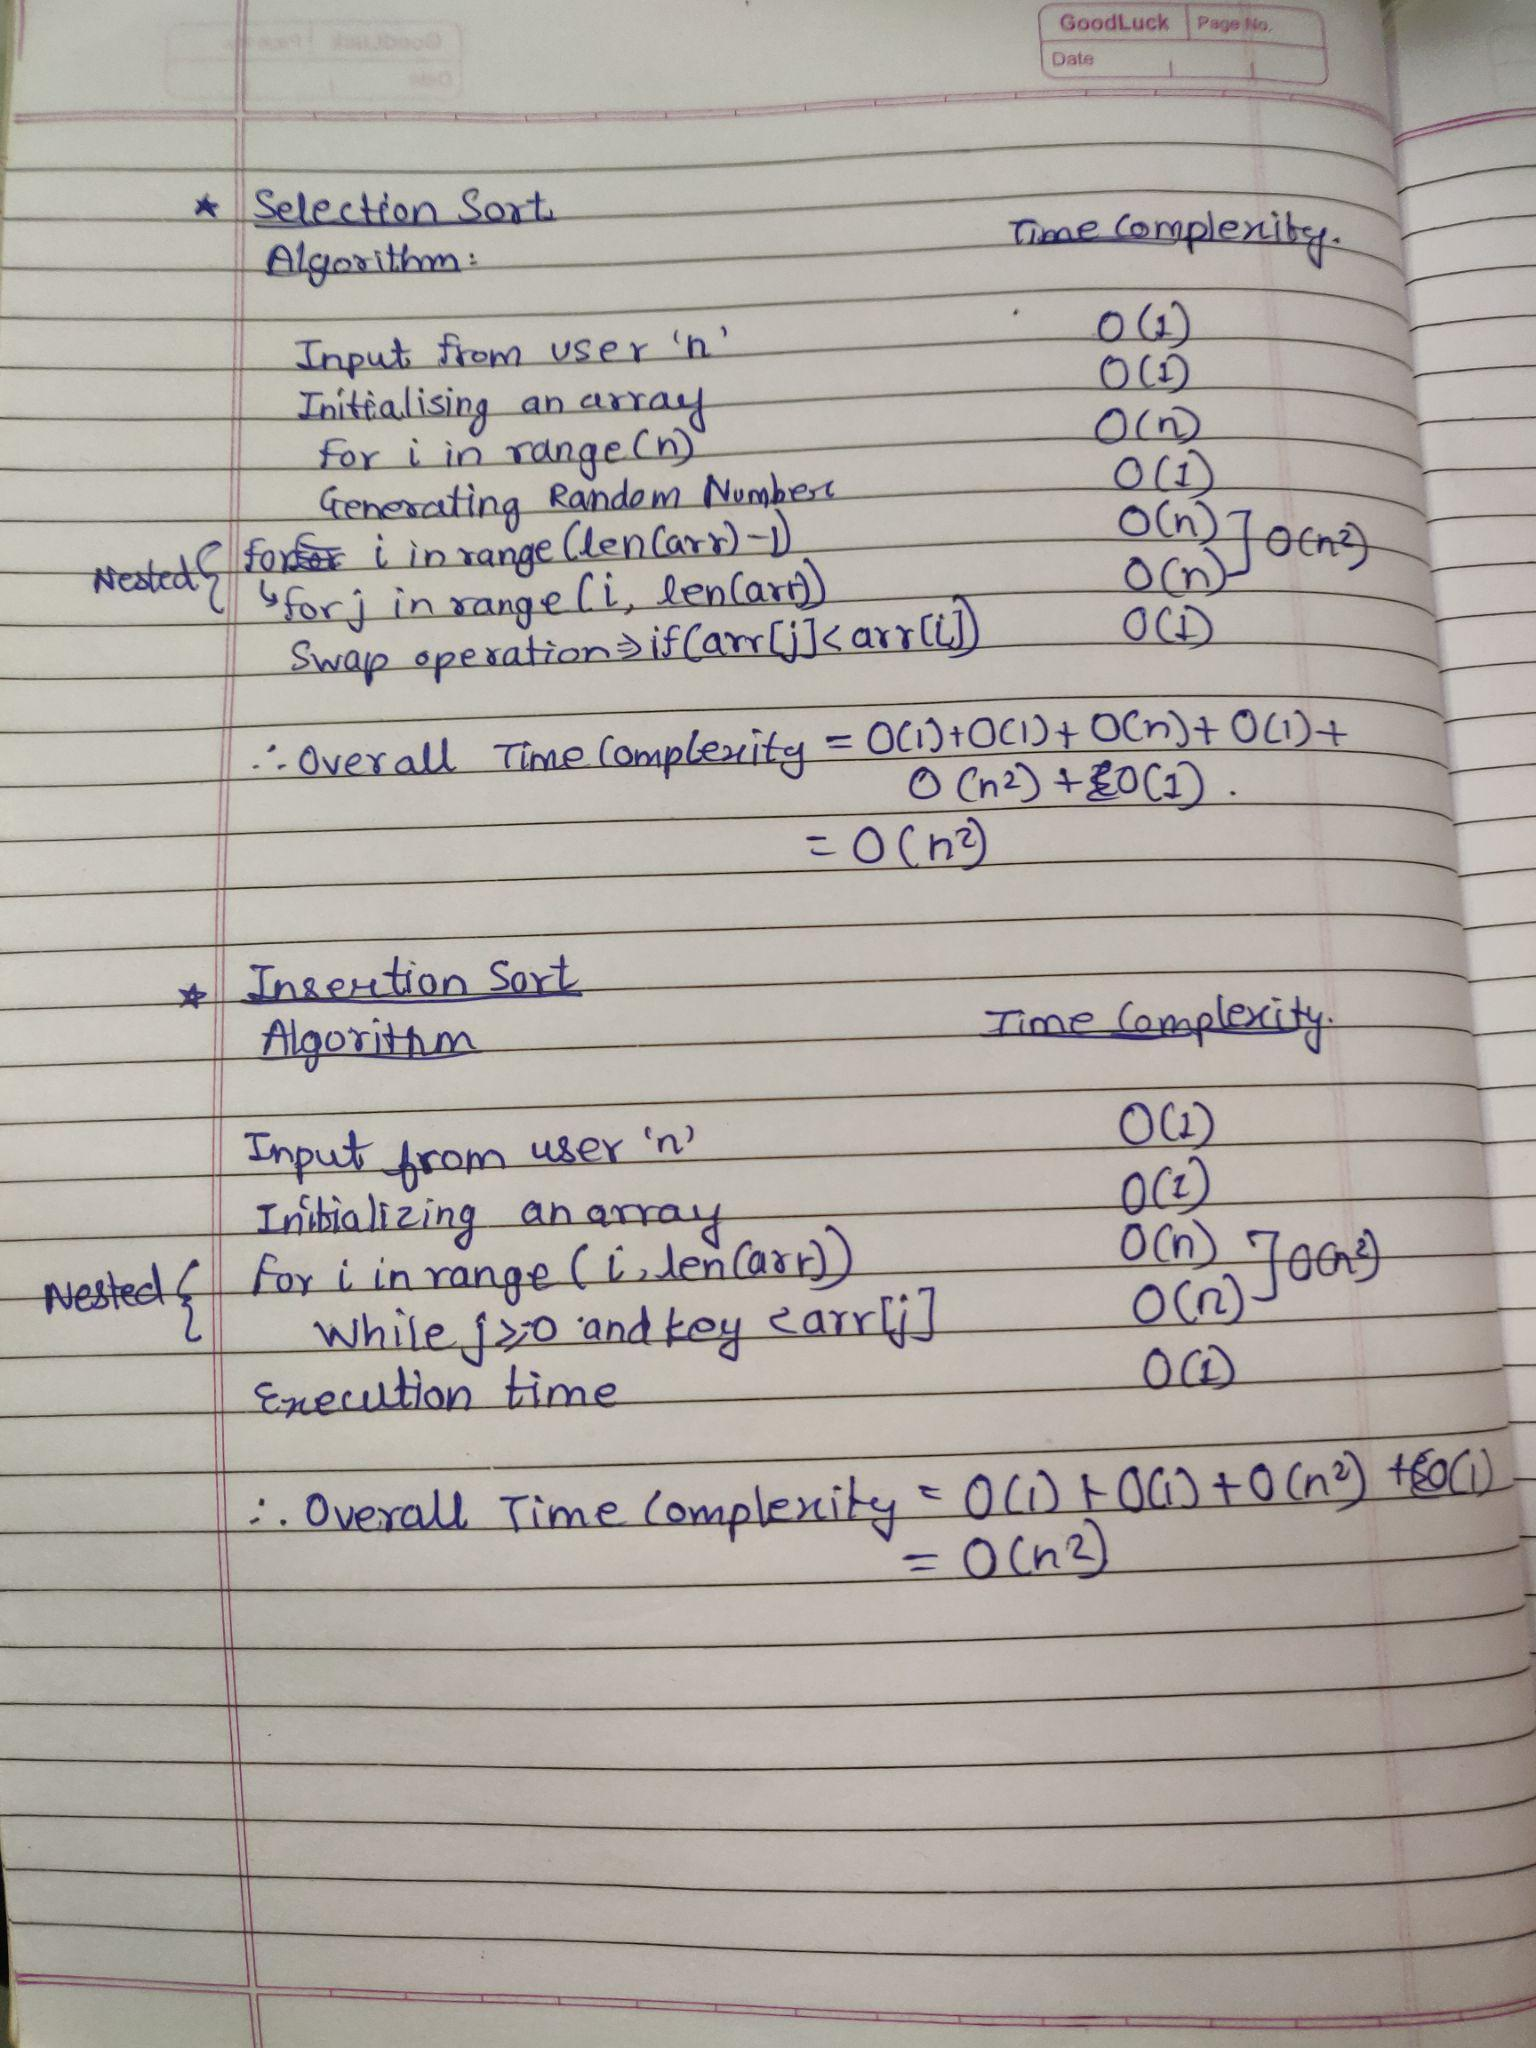 GoodLuck Page No.
Date
* Selection Sort
Time Complexity.
Algorithm:
Input from user 'n' O(1)
Initialising an array O(1)
for i in range(n) O(n)
Generating Random Numbers O(1)
Nested { for i in range(len(arr)-1) O(n) ] O(n²)
↳ for j in range(i, len(arr)) O(n)
Swap operation ⇒ if(arr[j]<arr[i]) O(1)
∴ Overall Time Complexity = O(1)+O(1)+O(n)+O(1)+
O(n²)+O(1).
= O(n²)
* Insertion Sort
Time Complexity.
Algorithm
Input from user 'n' O(1)
Initializing an array O(1)
Nested { for i in range(i, len(arr)) O(n) ] O(n²)
while j>=0 and key <arr[j] O(n)
Execution time O(1)
∴ Overall Time Complexity = O(1)+O(1)+O(n²)+O(1)
= O(n²)